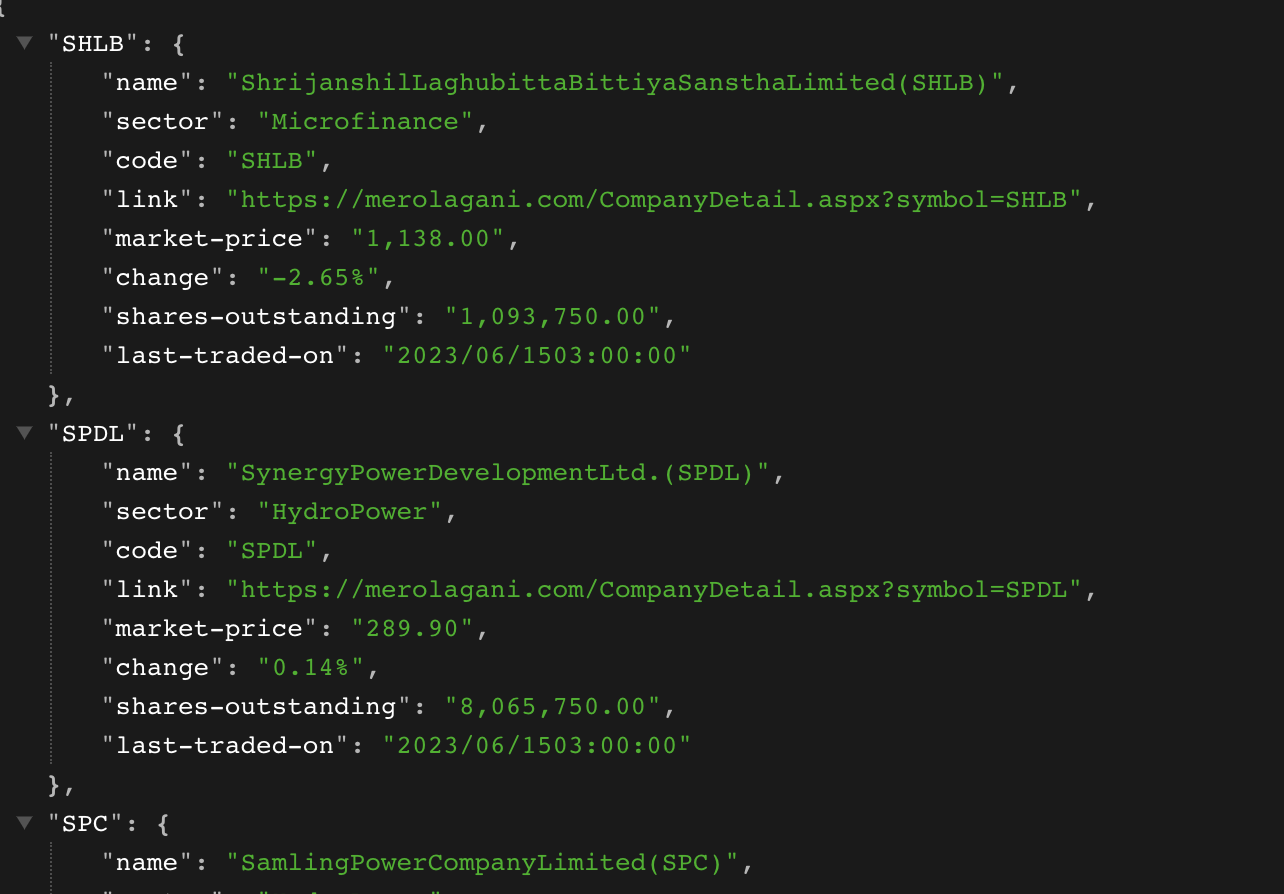 {
"SHLB": {
"name": "ShrijanshilLaghubittaBittiyaSansthaLimited(SHLB)",
"sector": "Microfinance",
"code": "SHLB",
"link": "https://merolagani.com/CompanyDetail.aspx?symbol=SHLB",
"market-price": "1,138.00",
"change": "-2.65%",
"shares-outstanding": "1,093,750.00",
"last-traded-on": "2023/06/1503:00:00"
},
"SPDL": {
"name": "SynergyPowerDevelopmentLtd.(SPDL)",
"sector": "HydroPower",
"code": "SPDL",
"link": "https://merolagani.com/CompanyDetail.aspx?symbol=SPDL",
"market-price": "289.90",
"change": "0.14%",
"shares-outstanding": "8,065,750.00",
"last-traded-on": "2023/06/1503:00:00"
},
"SPC": {
"name": "SamlingPowerCompanyLimited(SPC)",